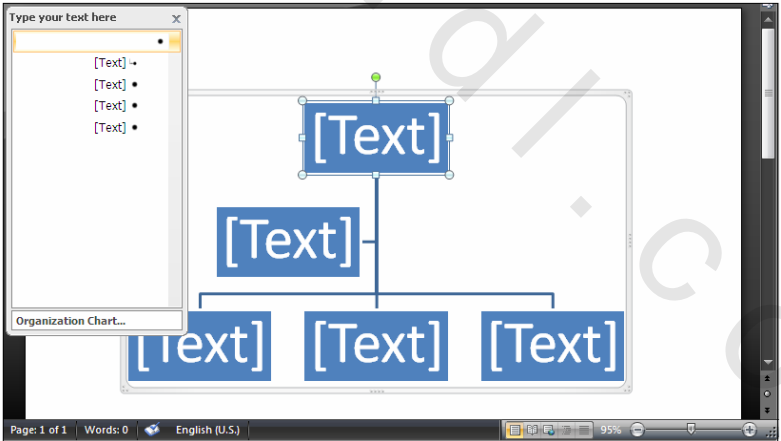 Type your text here x
[Text]
[Text]
[Text]
[Text]
Organization Chart...
[Text]
[Text]
[Text] [Text] [Text]
Page: 1 of 1 Words: 0 English (U.S.) 95%